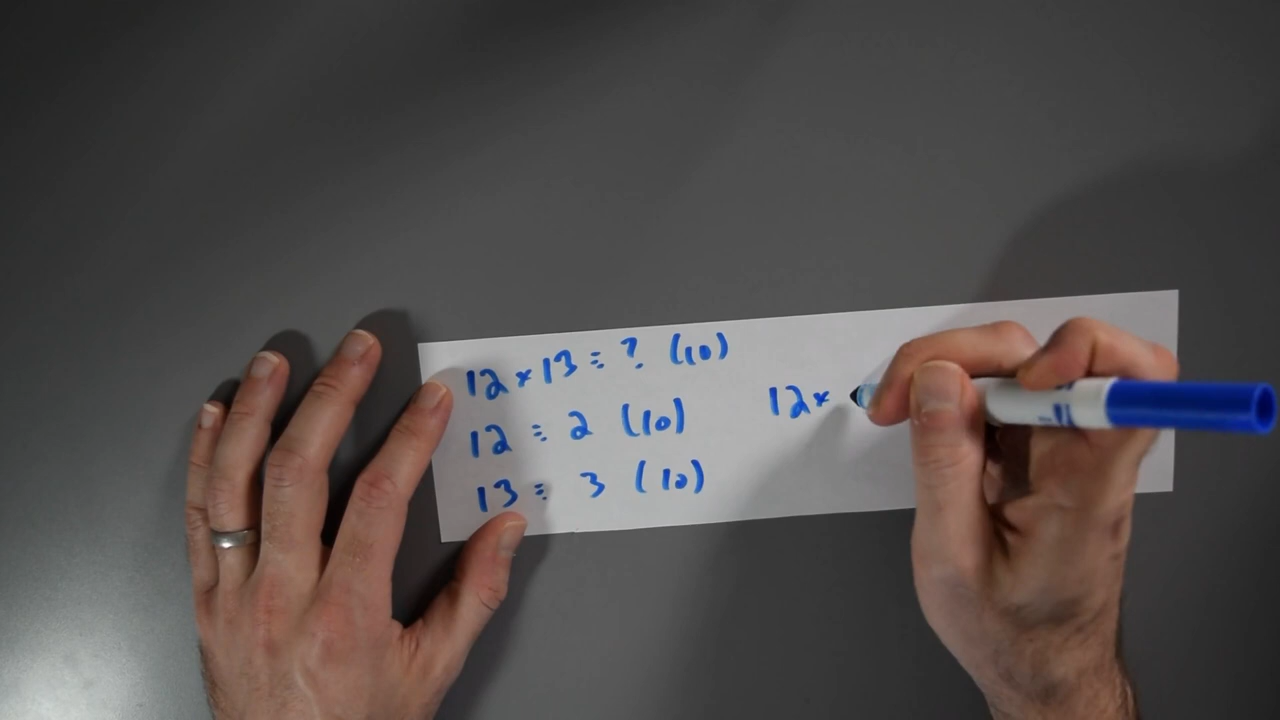 12 × 13 ≡ ? (10)
12 ≡ 2 (10)
13 ≡ 3 (10)
12 ×